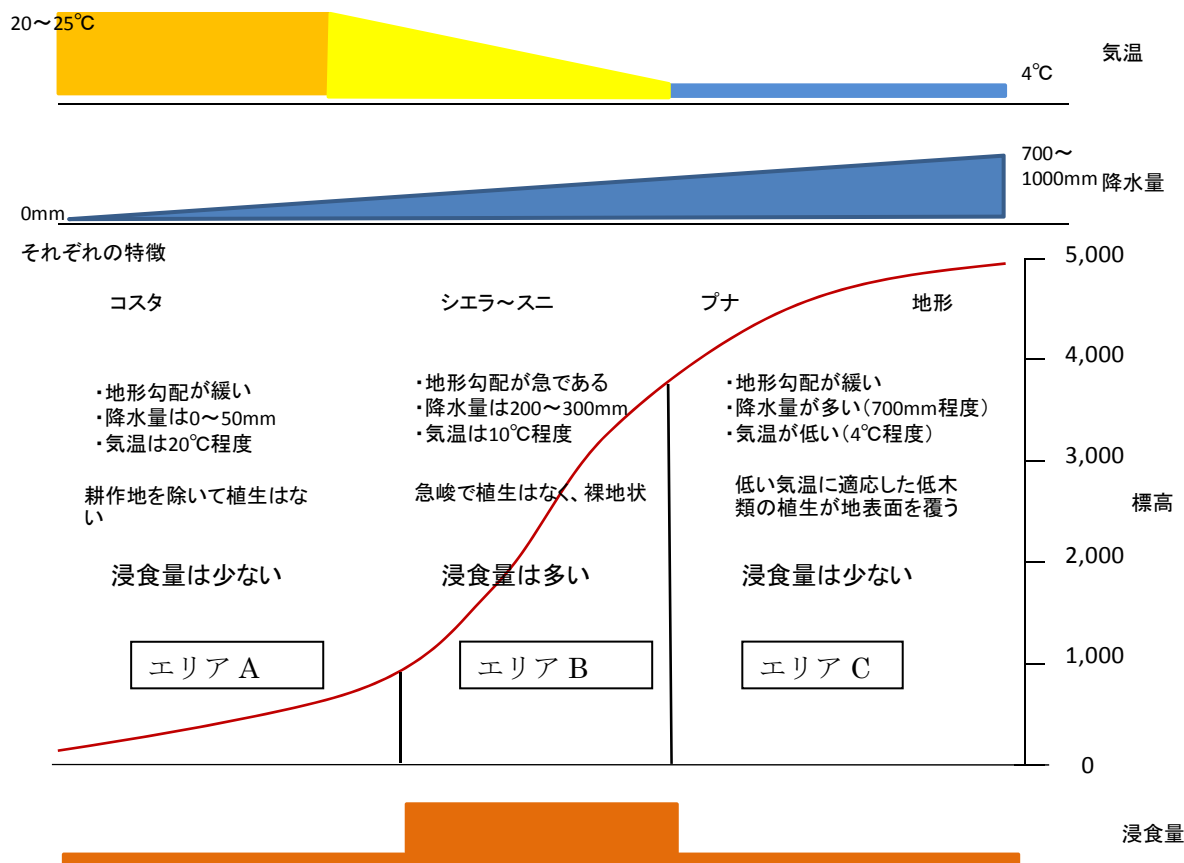 20～25℃
気温
4℃
700～
1000mm
降水量
0mm
それぞれの特徴
5,000
コスタ
シエラ～スニ
プナ
地形
4,000
・地形勾配が緩い
・降水量は0～50mm
・気温は20℃程度
・地形勾配が急である
・降水量は200～300mm
・気温は10℃程度
・地形勾配が緩い
・降水量が多い（700mm程度）
・気温が低い（4℃程度）
3,000
耕作地を除いて植生はな
い
急峻で植生はなく、裸地状
低い気温に適応した低木
類の植生が地表面を覆う
標高
2,000
浸食量は少ない
浸食量は多い
浸食量は少ない
エリア A
エリア B
エリア C
1,000
0
浸食量